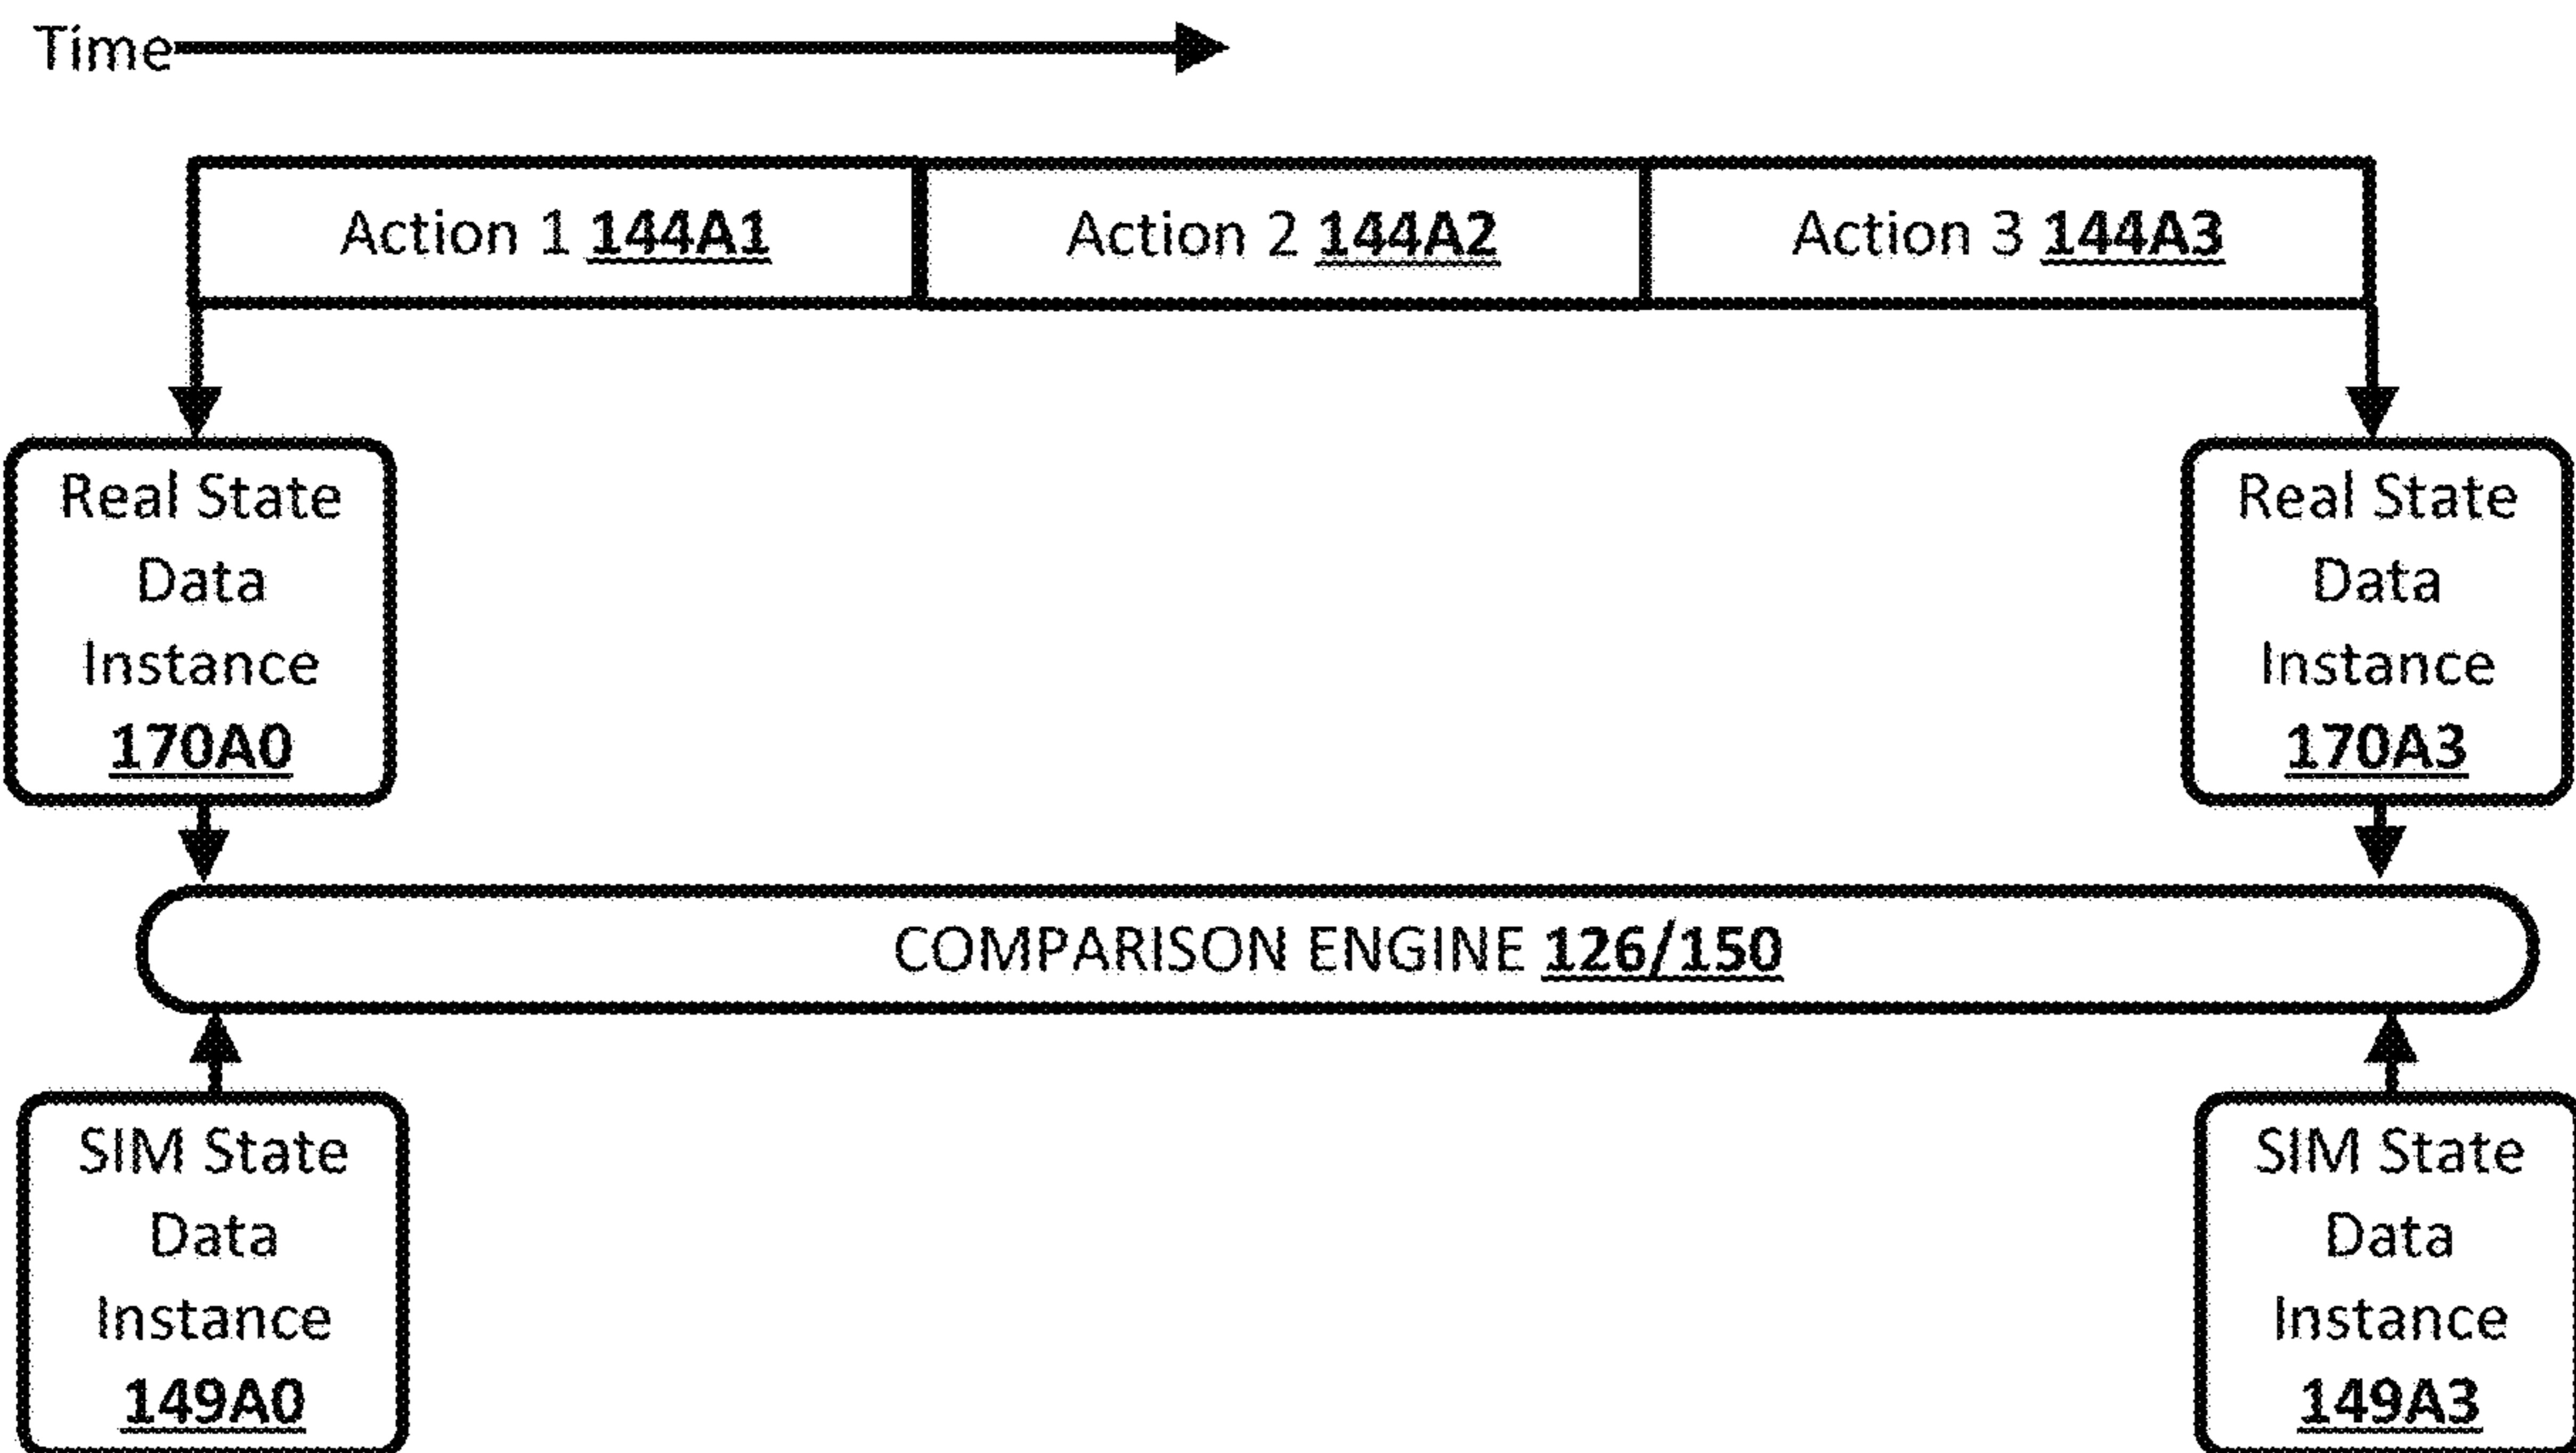 Time
Action 1 144A1
Action 2 144A2
Action 3 144A3
Real State
Data
Instance
170A0
Real State
Data
Instance
170A3
COMPARISON ENGINE 126/150
SIM State
Data
Instance
149A0
SIM State
Data
Instance
149A3